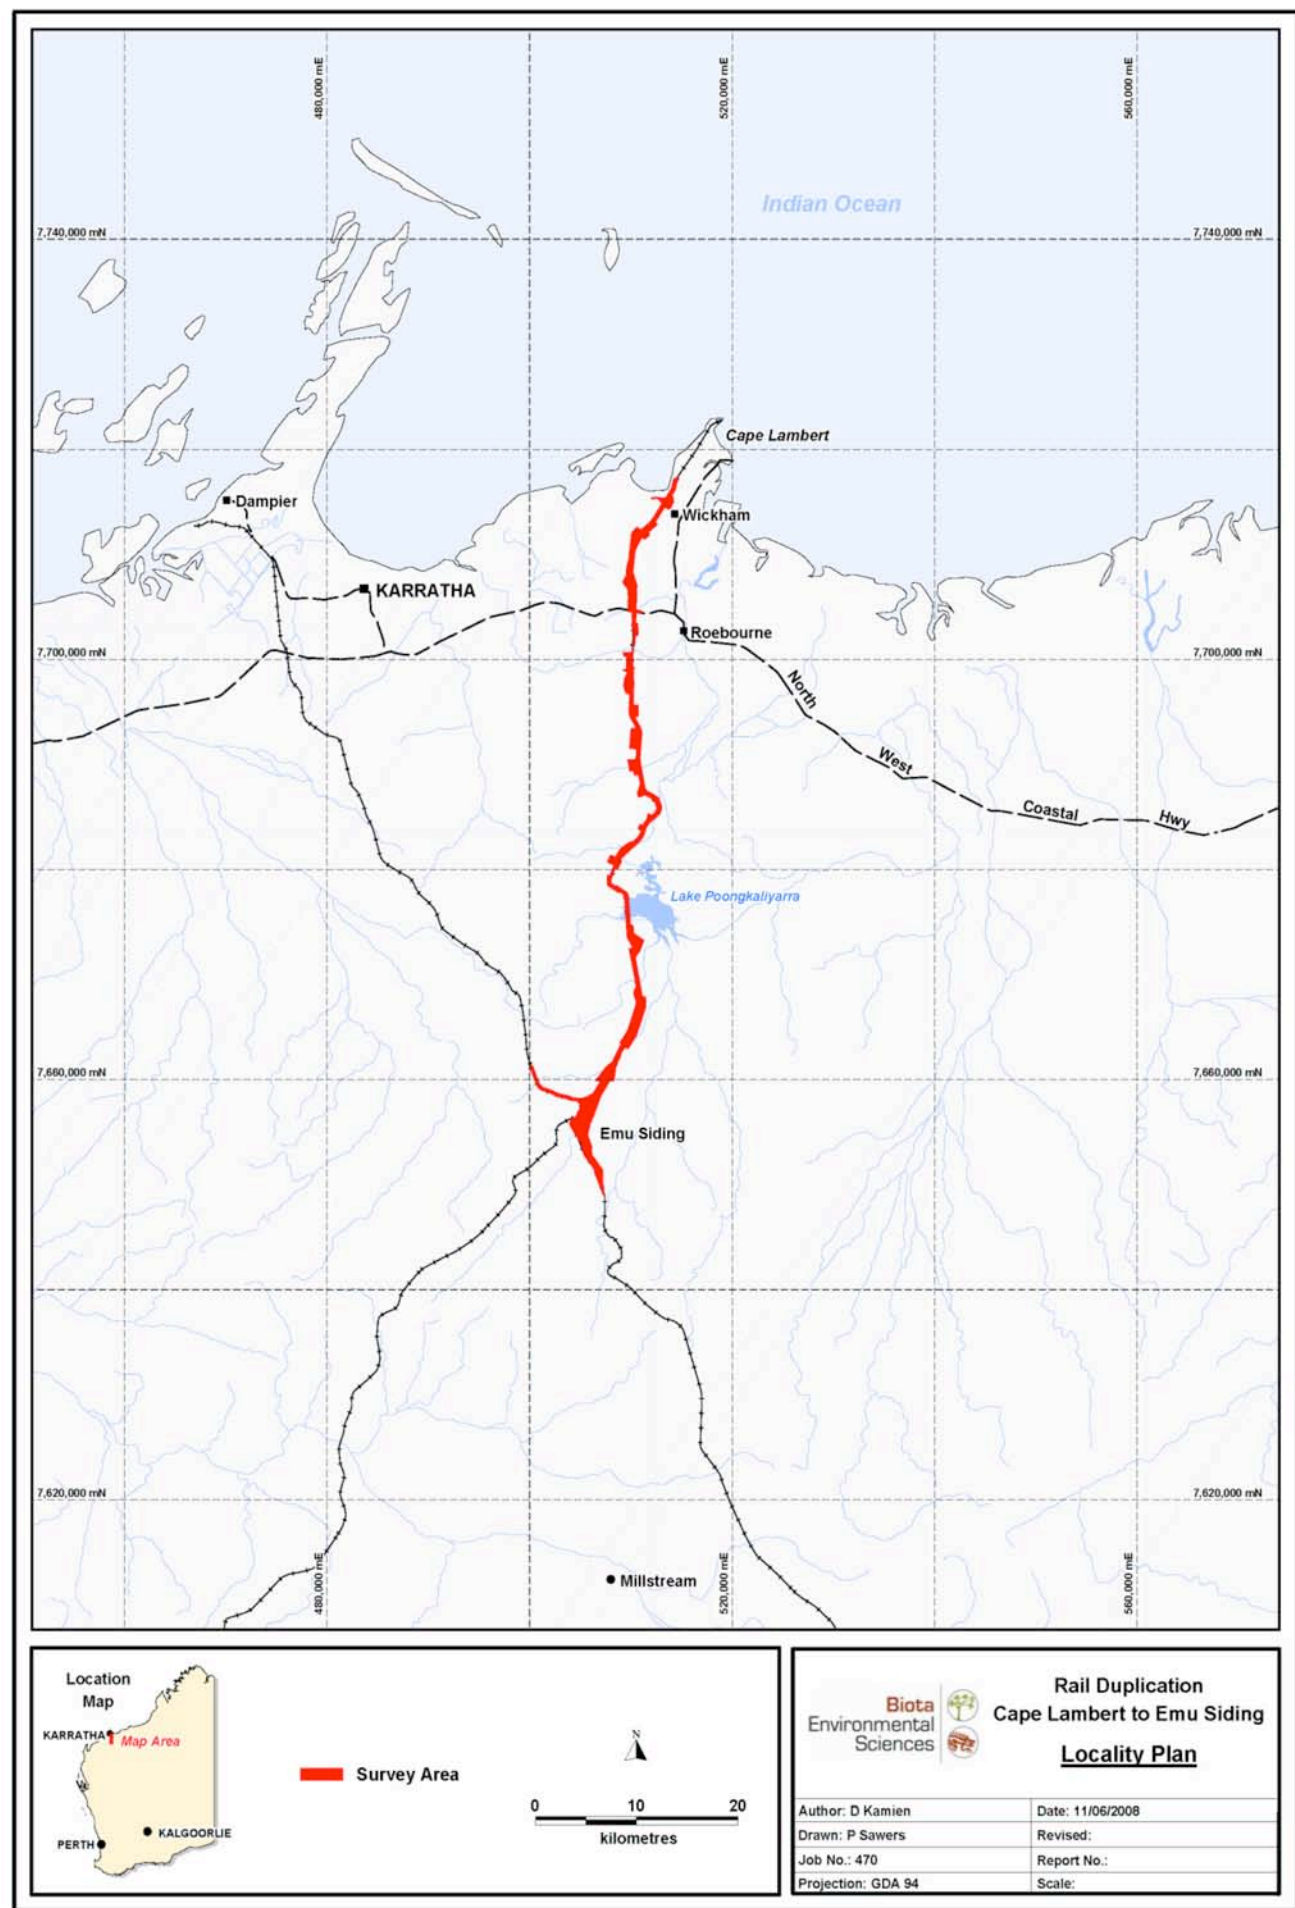 480,000 mE
520,000 mE
560,000 mE
Indian Ocean
7,740,000 mN
7,740,000 mN
Cape Lambert
Dampier
Wickham
KARRATHA
Roebourne
7,700,000 mN
7,700,000 mN
North
West
Coastal
Hwy
Lake Poongkaliyarra
7,660,000 mN
7,660,000 mN
Emu Siding
7,620,000 mN
7,620,000 mN
480,000 mE
520,000 mE
560,000 mE
Millstream
Location
Map
KARRATHA
Map Area
PERTH
KALGOORLIE
Survey Area
N
0 10 20
kilometres
Biota
Environmental
Sciences
Rail Duplication
Cape Lambert to Emu Siding
Locality Plan
Author: D Kamien
Date: 11/06/2008
Drawn: P Sawers
Revised:
Job No.: 470
Report No.:
Projection: GDA 94
Scale: